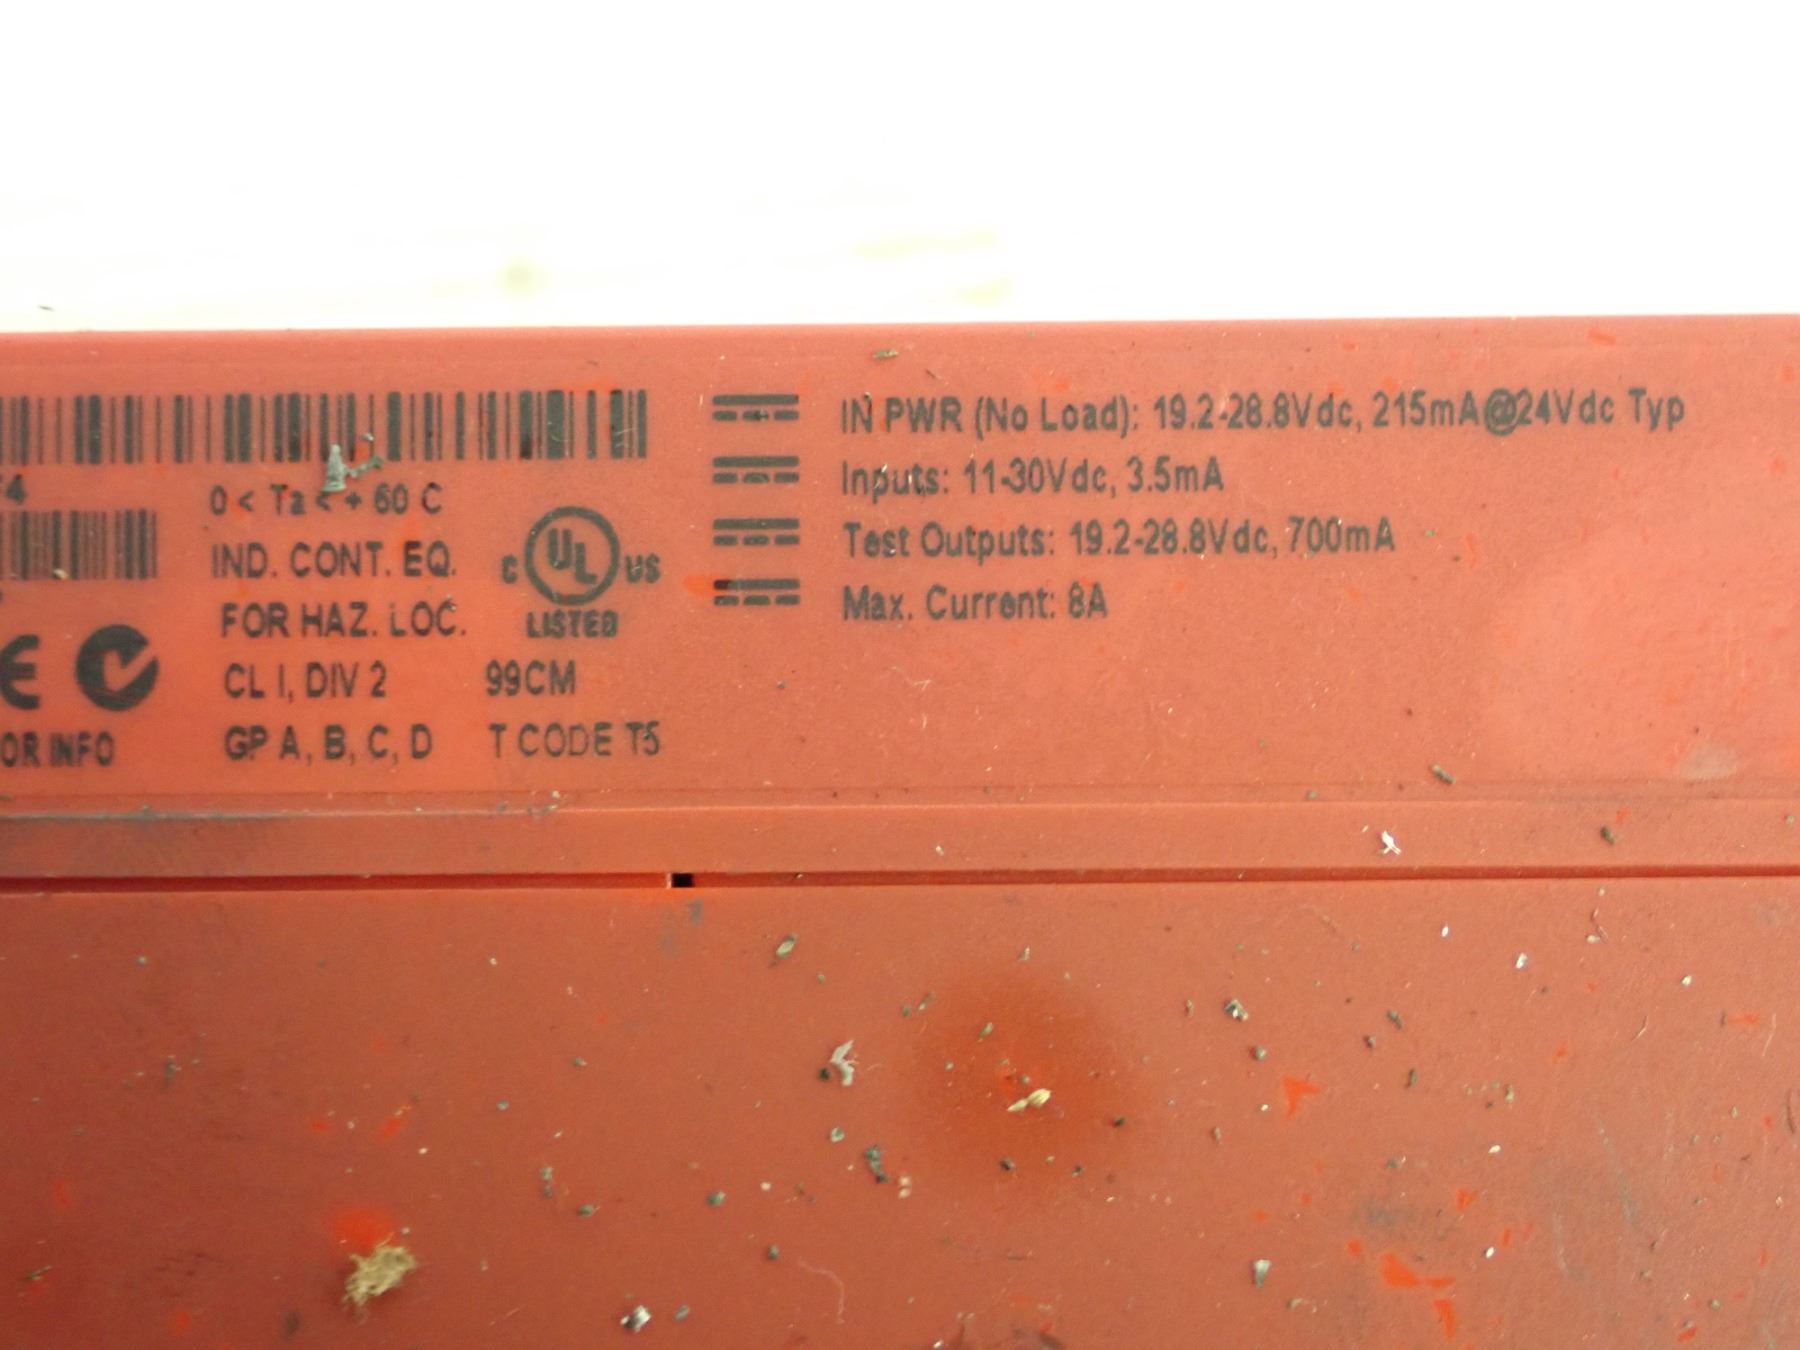 IN PWR (No Load): 19.2-28.8Vdc, 215mA@24Vdc Typ
Inputs: 11-30Vdc, 3.5mA
Test Outputs: 19.2-28.8Vdc, 700mA
Max. Current: 8A
0 < Ta < + 60 C
IND. CONT. EQ.
FOR HAZ. LOC.
CL I, DIV 2
GP A, B, C, D
C UL US
LISTED
99CM
T CODE T5
F4
CE
OR INFO